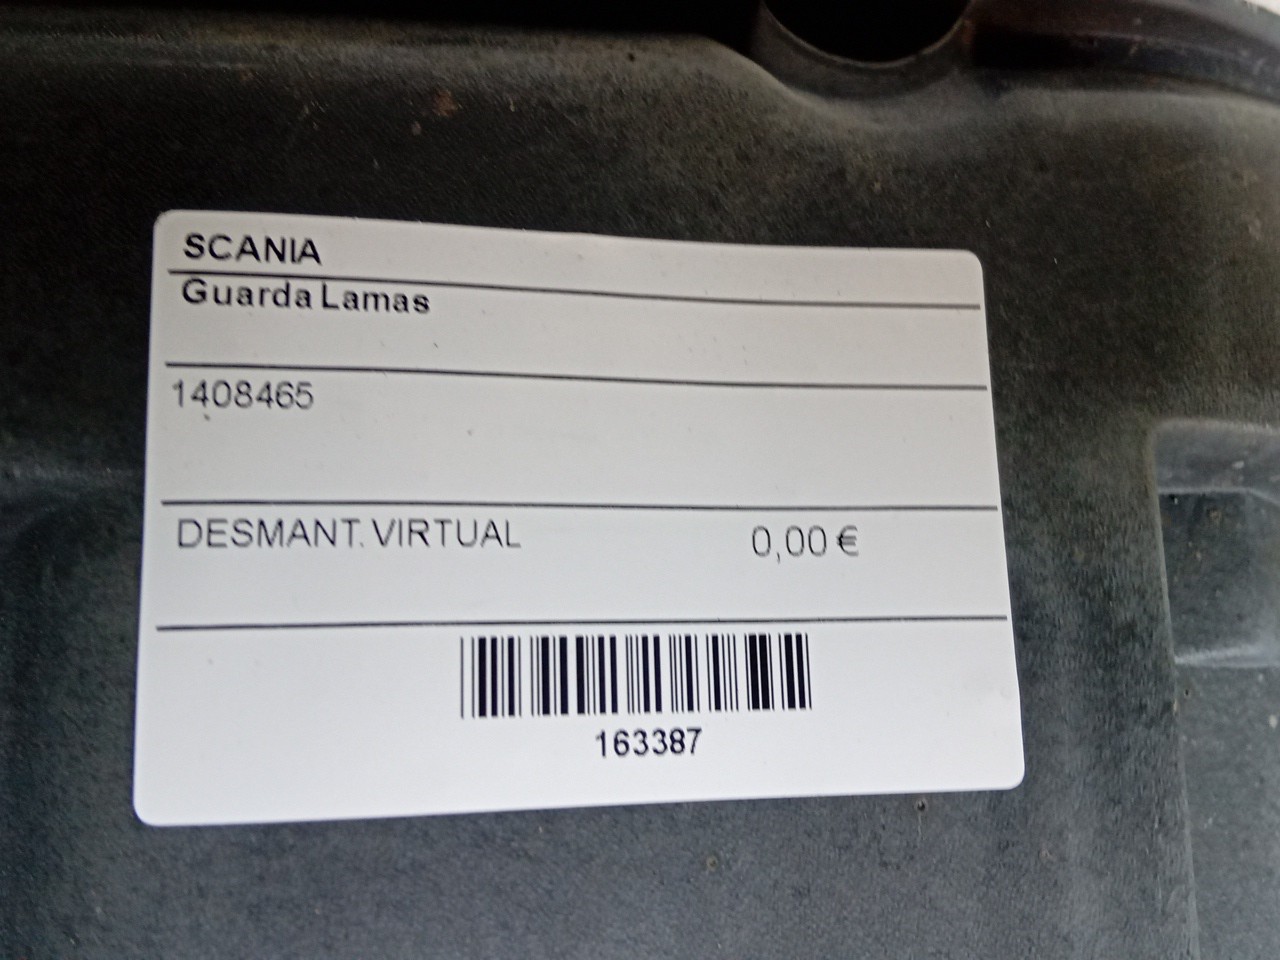 SCANIA
Guarda Lamas
1408465
DESMANT. VIRTUAL 0,00 €
163387